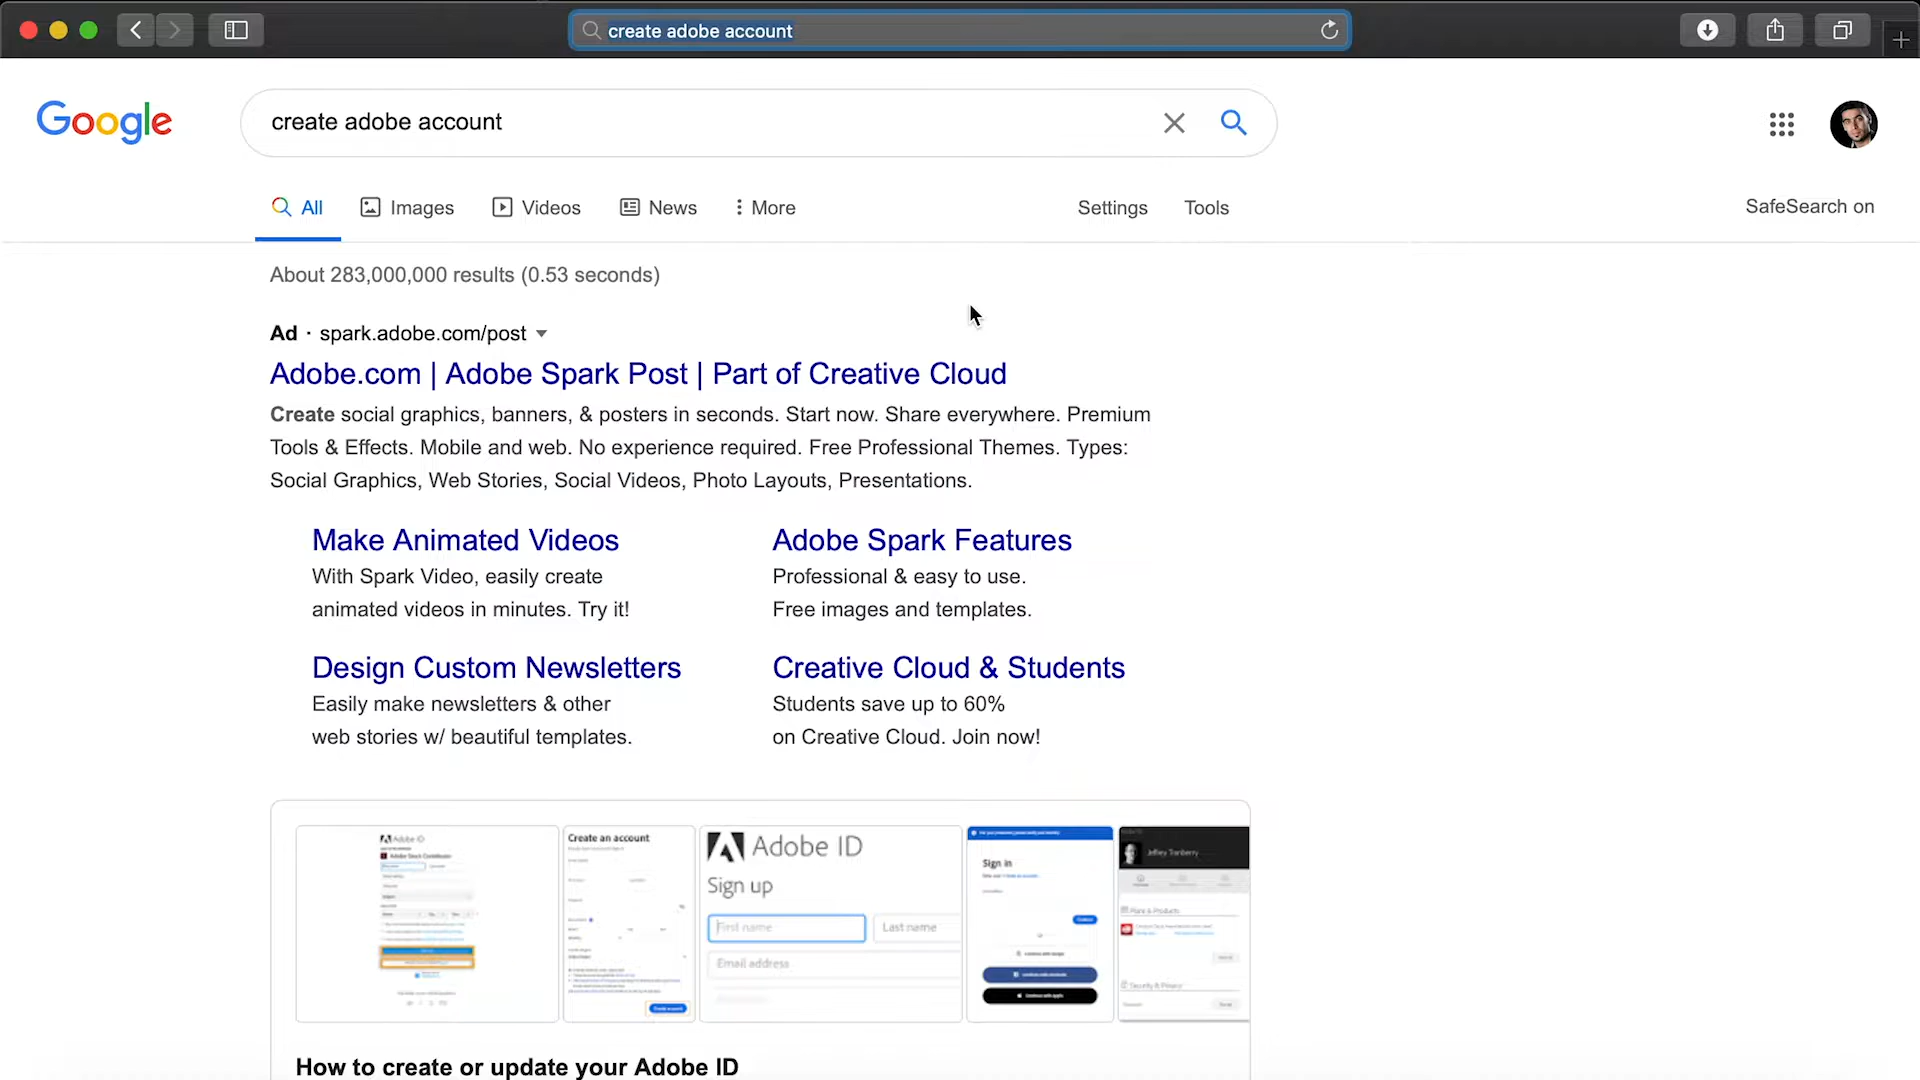 create adobe account
Google
create adobe account
All
Images
Videos
News
More
Settings
Tools
SafeSearch on
About 283,000,000 results (0.53 seconds)
Ad · spark.adobe.com/post
Adobe.com | Adobe Spark Post | Part of Creative Cloud
Create social graphics, banners, & posters in seconds. Start now. Share everywhere. Premium
Tools & Effects. Mobile and web. No experience required. Free Professional Themes. Types:
Social Graphics, Web Stories, Social Videos, Photo Layouts, Presentations.
Make Animated Videos
With Spark Video, easily create
animated videos in minutes. Try it!
Adobe Spark Features
Professional & easy to use.
Free images and templates.
Design Custom Newsletters
Easily make newsletters & other
web stories w/ beautiful templates.
Creative Cloud & Students
Students save up to 60%
on Creative Cloud. Join now!
Adobe ID
Create an account
Adobe ID
Sign up
First name
Last name
Email address
Sign in
Jeffrey Tranberry
How to create or update your Adobe ID